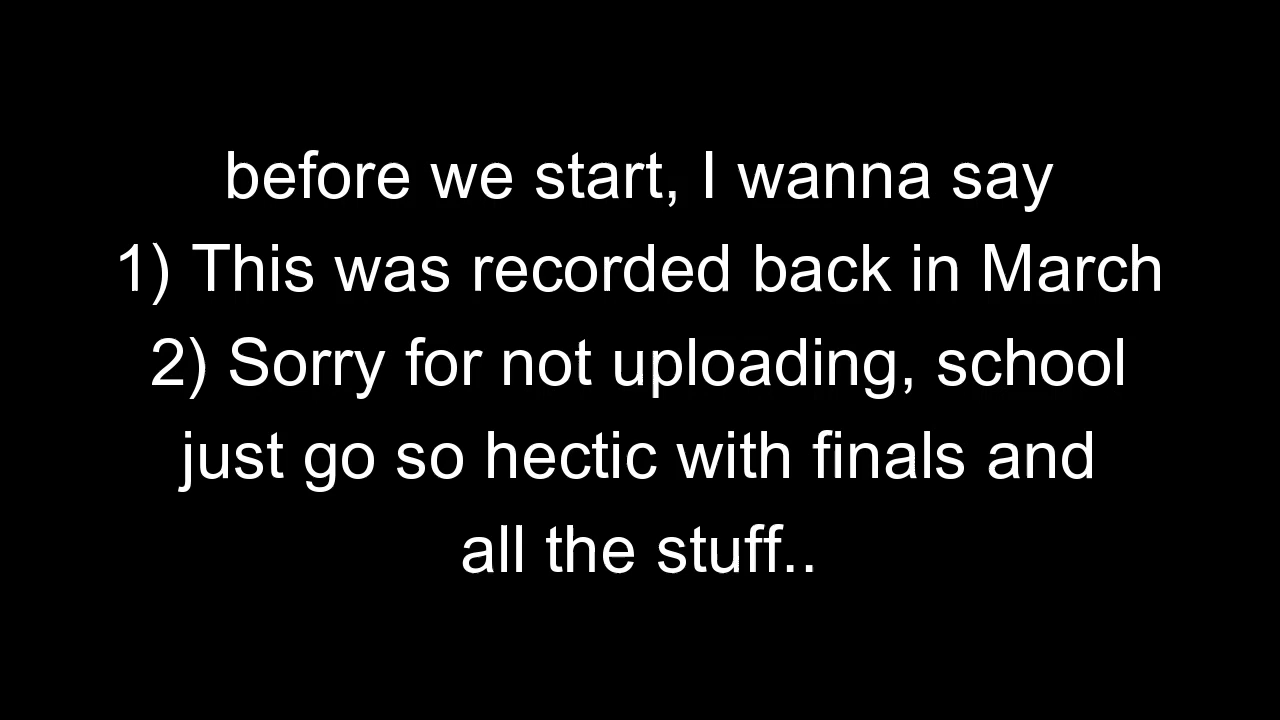 before we start, I wanna say
1) This was recorded back in March
2) Sorry for not uploading, school
just go so hectic with finals and
all the stuff..